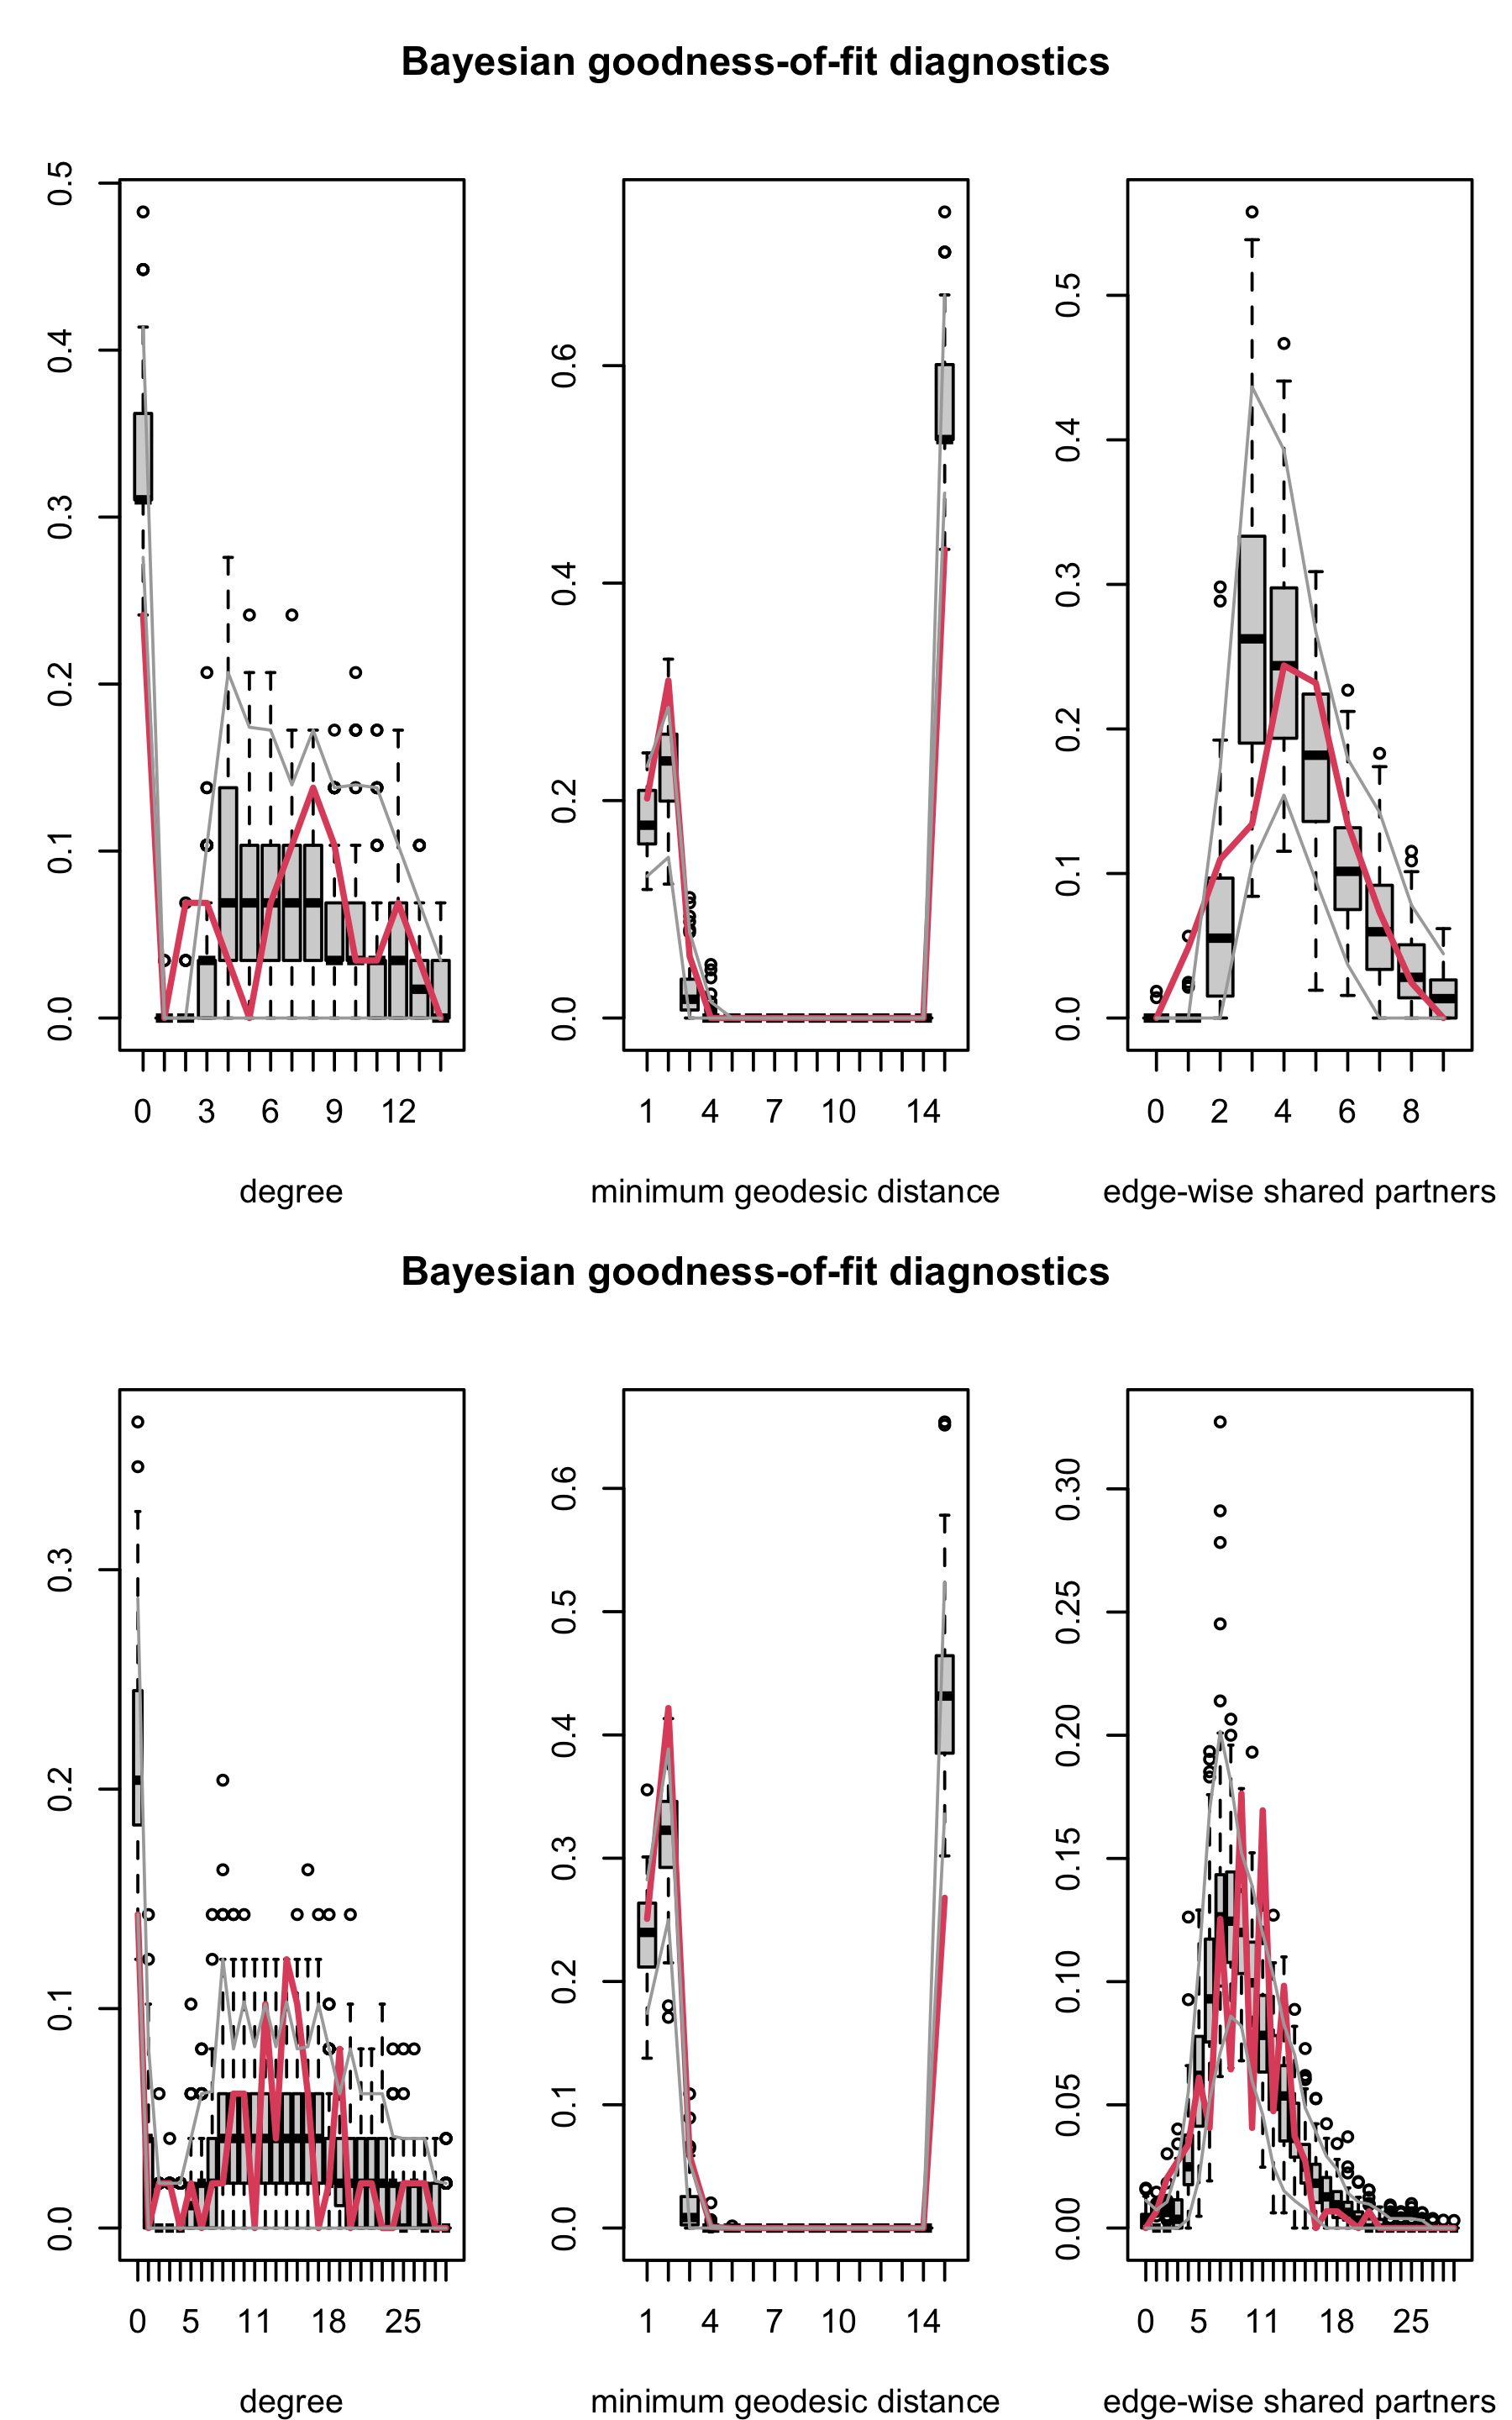 Bayesian goodness-of-fit diagnostics
0.0 0.1 0.2 0.3 0.4 0.5
0 3 6 9 12
degree
0.0 0.2 0.4 0.6
1 4 7 10 14
minimum geodesic distance
0.0 0.1 0.2 0.3 0.4 0.5
0 2 4 6 8
edge-wise shared partners
Bayesian goodness-of-fit diagnostics
0.0 0.1 0.2 0.3
0 5 11 18 25
degree
0.0 0.1 0.2 0.3 0.4 0.5 0.6
1 4 7 10 14
minimum geodesic distance
0.00 0.05 0.10 0.15 0.20 0.25 0.30
0 5 11 18 25
edge-wise shared partners